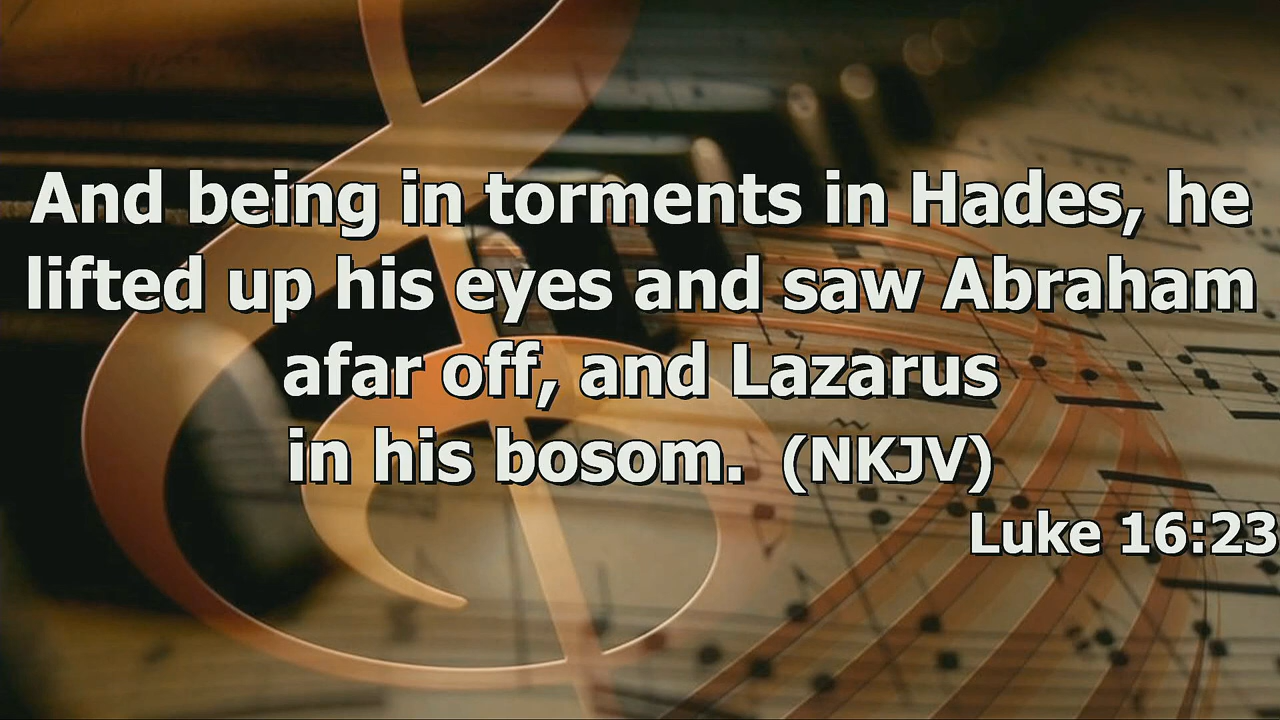 And being in torments in Hades, he
lifted up his eyes and saw Abraham
afar off, and Lazarus
in his bosom.  (NKJV)
Luke 16:23